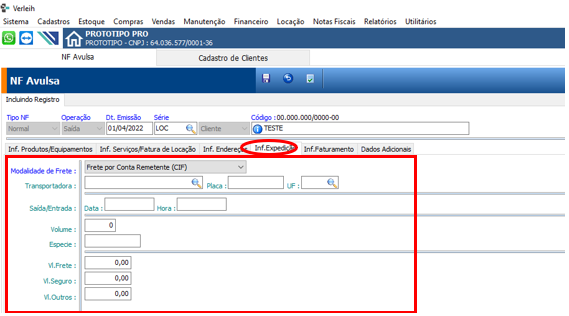 Verleih
Sistema Cadastros Estoque Compras Vendas Manutenção Financeiro Locação Notas Fiscais Relatórios Utilitários
PROTOTIPO PRO
PROTOTIPO - CNPJ : 64.036.577/0001-36
NF Avulsa Cadastro de Clientes
NF Avulsa
Incluindo Registro
Tipo NF Operação Dt. Emissão Série Código :00.000.000/0000-00
Normal Saída 01/04/2022 LOC Cliente TESTE
Inf. Produtos/Equipamentos Inf. Serviços/Fatura de Locação Inf. Endereços Inf.Expedição Inf.Faturamento Dados Adicionais
Modalidade de Frete : Frete por Conta Remetente (CIF)
Transportadora : Placa : UF :
Saída/Entrada : Data : Hora :
Volume : 0
Especie :
Vl.Frete : 0,00
Vl.Seguro : 0,00
Vl.Outros : 0,00